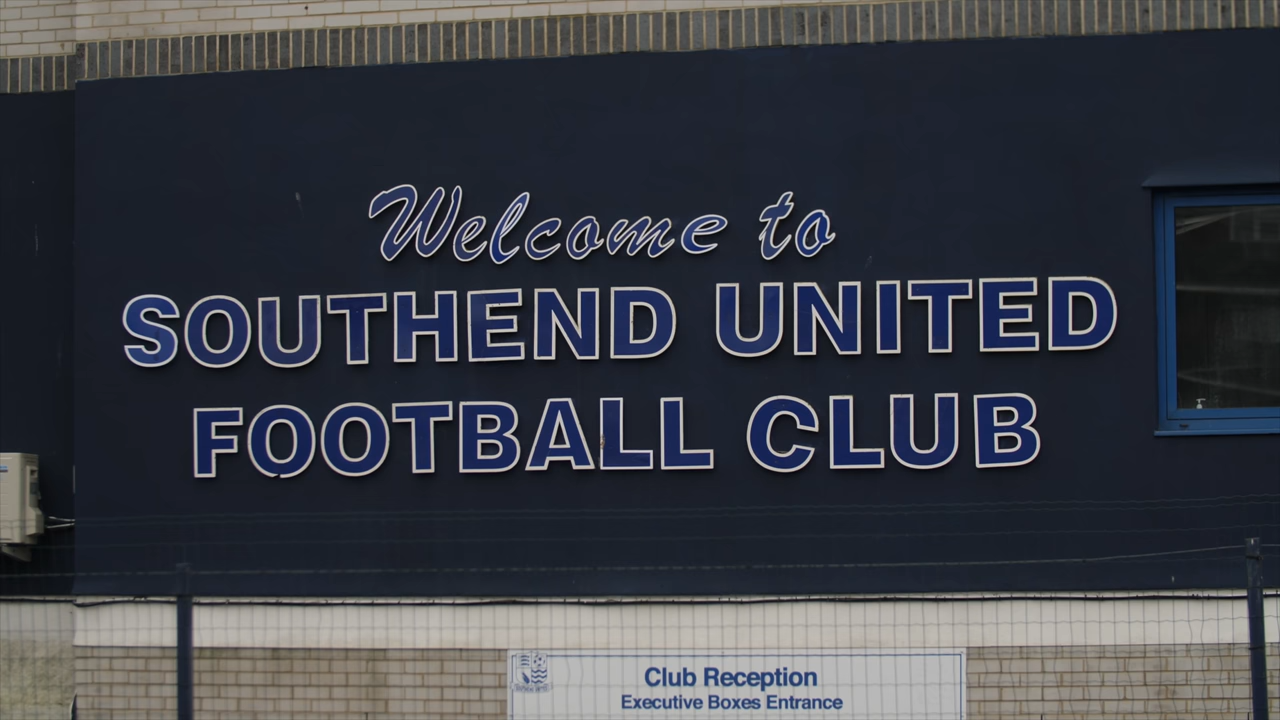 Welcome to
SOUTHEND UNITED
FOOTBALL CLUB
Club Reception
Executive Boxes Entrance